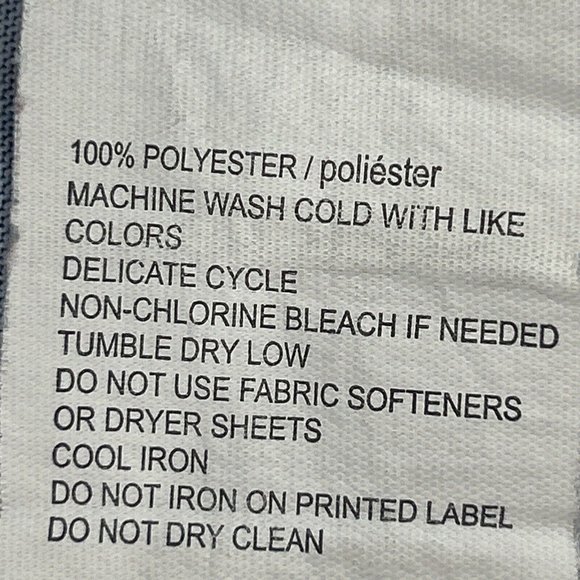 100% POLYESTER / poliéster
MACHINE WASH COLD WITH LIKE
COLORS
DELICATE CYCLE
NON-CHLORINE BLEACH IF NEEDED
TUMBLE DRY LOW
DO NOT USE FABRIC SOFTENERS
OR DRYER SHEETS
COOL IRON
DO NOT IRON ON PRINTED LABEL
DO NOT DRY CLEAN